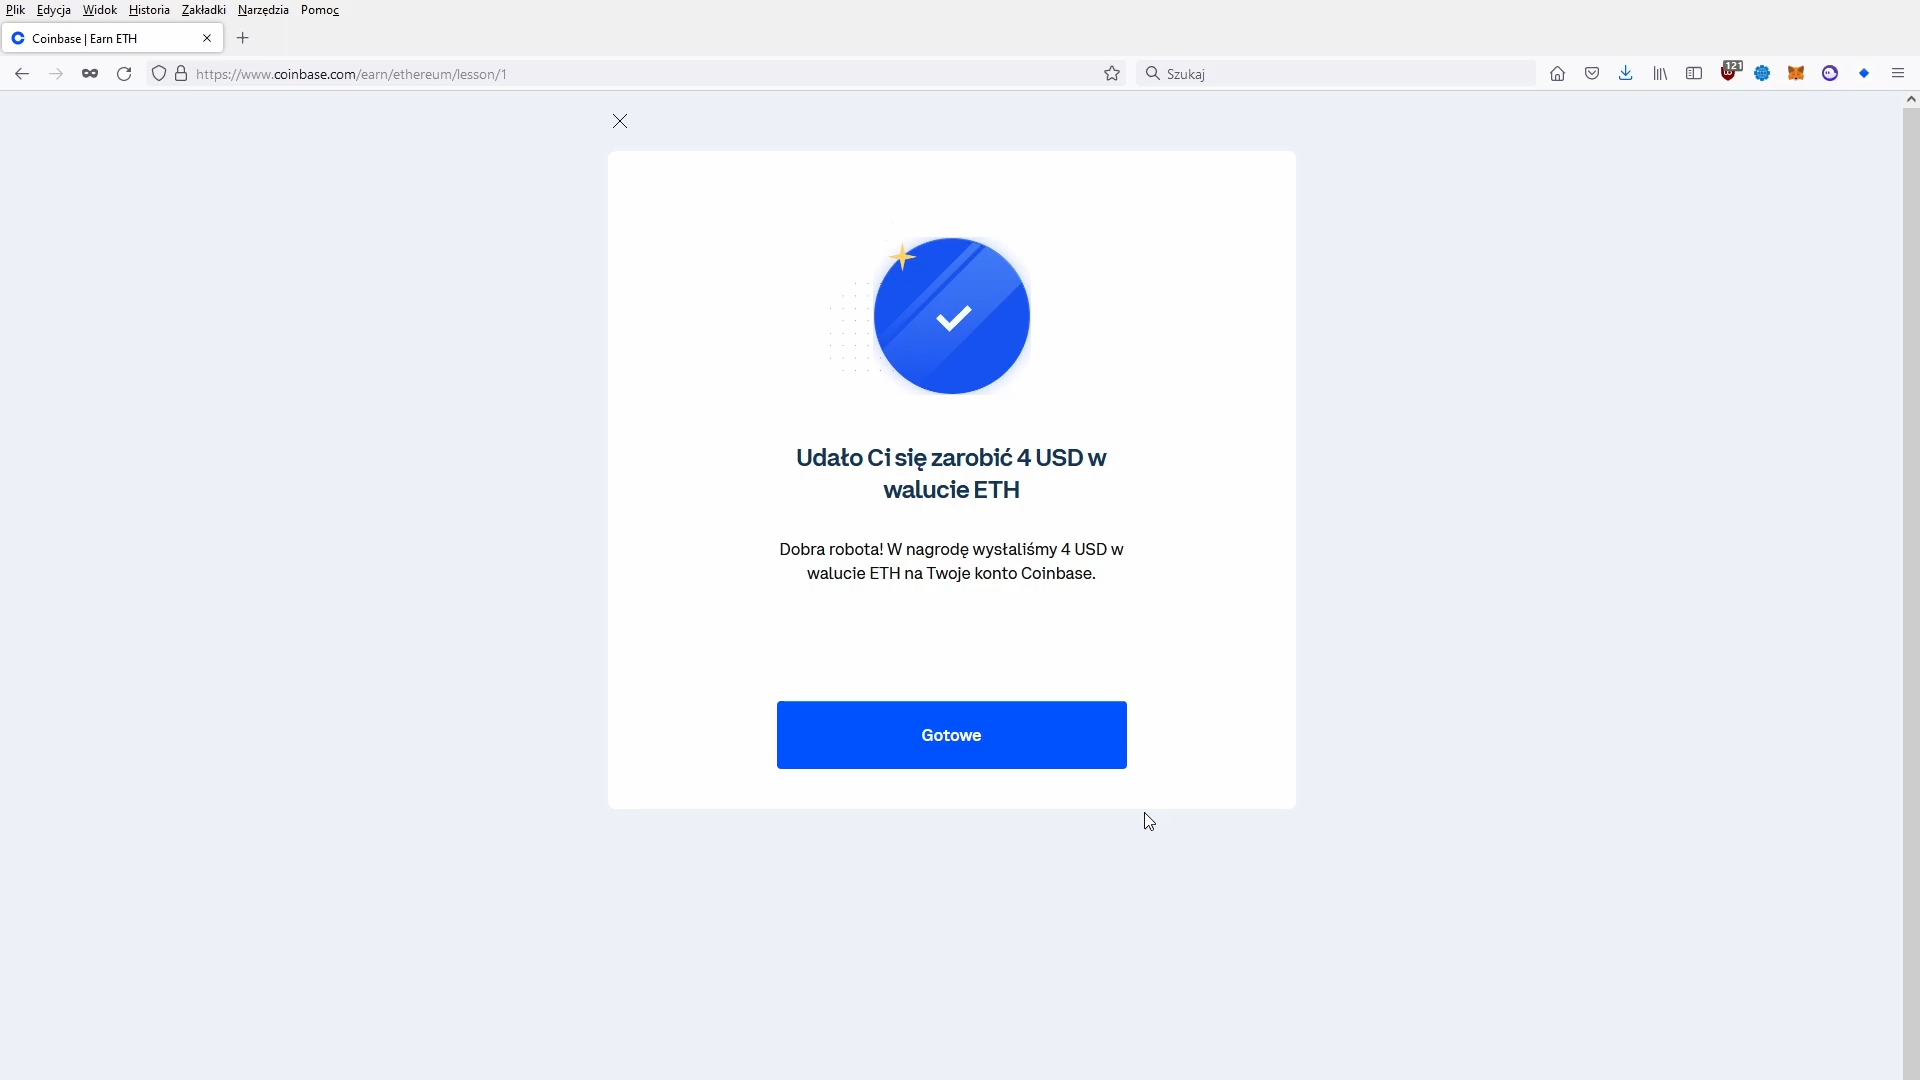 Plik Edycja Widok Historia Zakładki Narzędzia Pomoc
Coinbase | Earn ETH
https://www.coinbase.com/earn/ethereum/lesson/1
Szukaj
121
Udało Ci się zarobić 4 USD w
walucie ETH
Dobra robota! W nagrodę wysłaliśmy 4 USD w
walucie ETH na Twoje konto Coinbase.
Gotowe